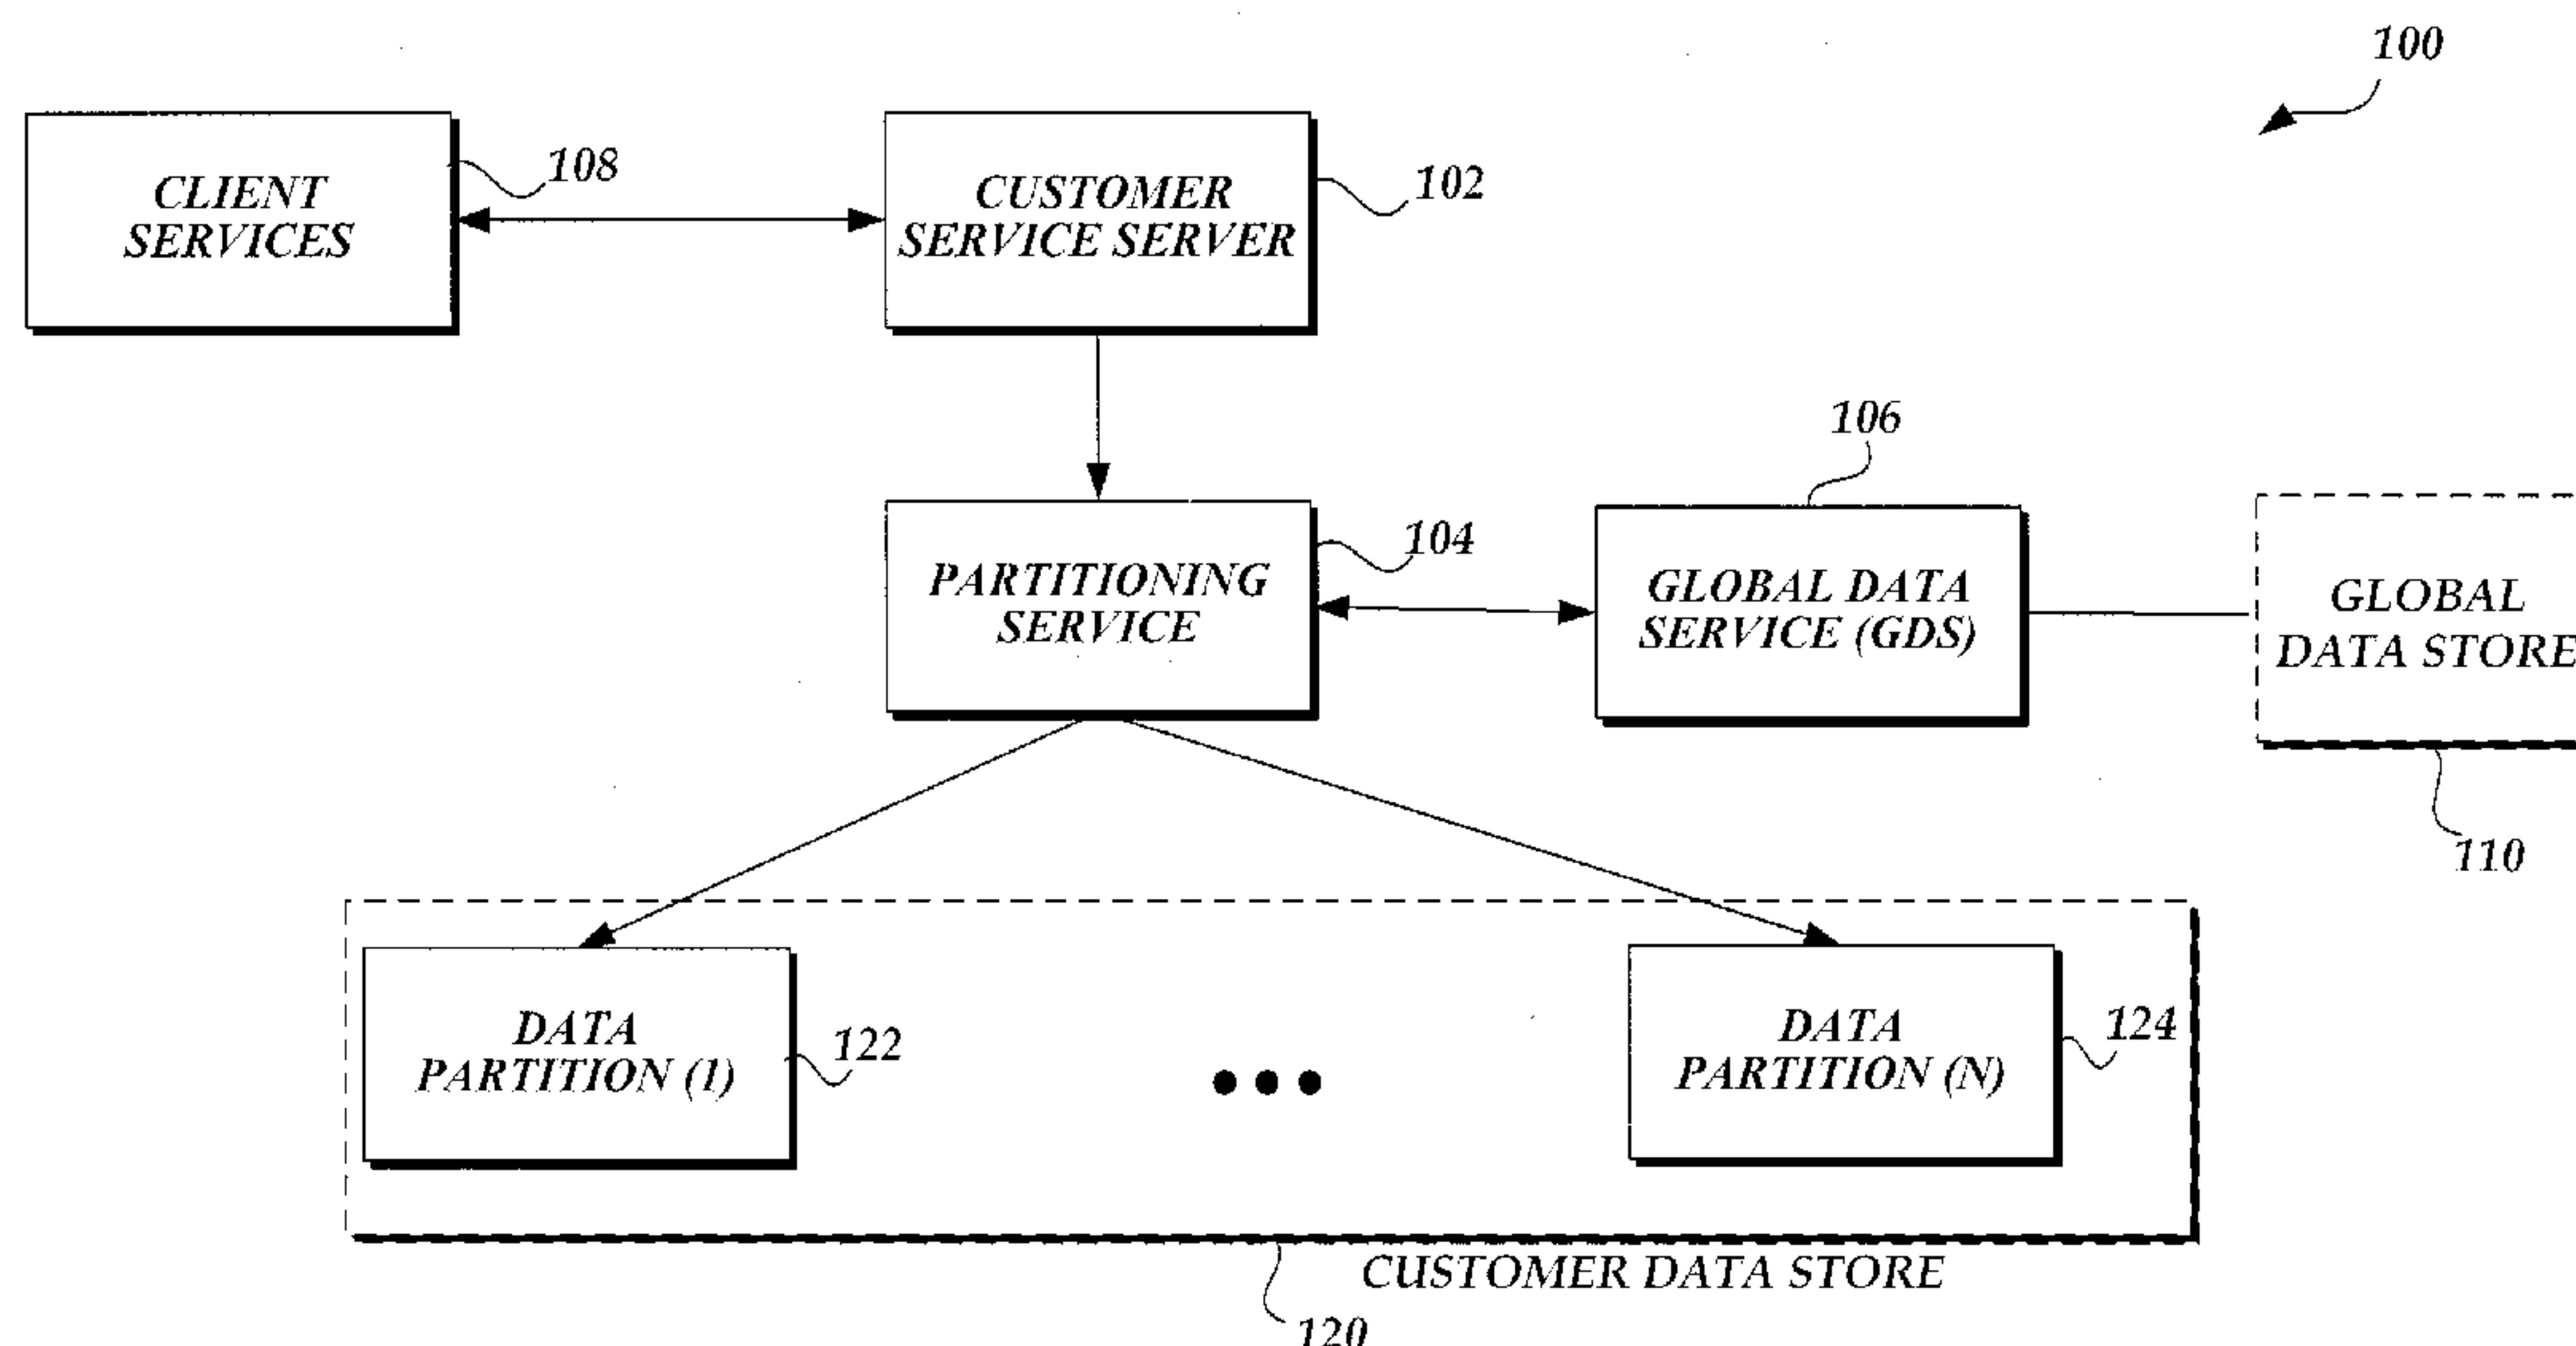 100
CLIENT
SERVICES
108
CUSTOMER
SERVICE SERVER
102
106
PARTITIONING
SERVICE
104
GLOBAL DATA
SERVICE (GDS)
GLOBAL
DATA STORE
110
DATA
PARTITION (1)
122
DATA
PARTITION (N)
124
CUSTOMER DATA STORE
120